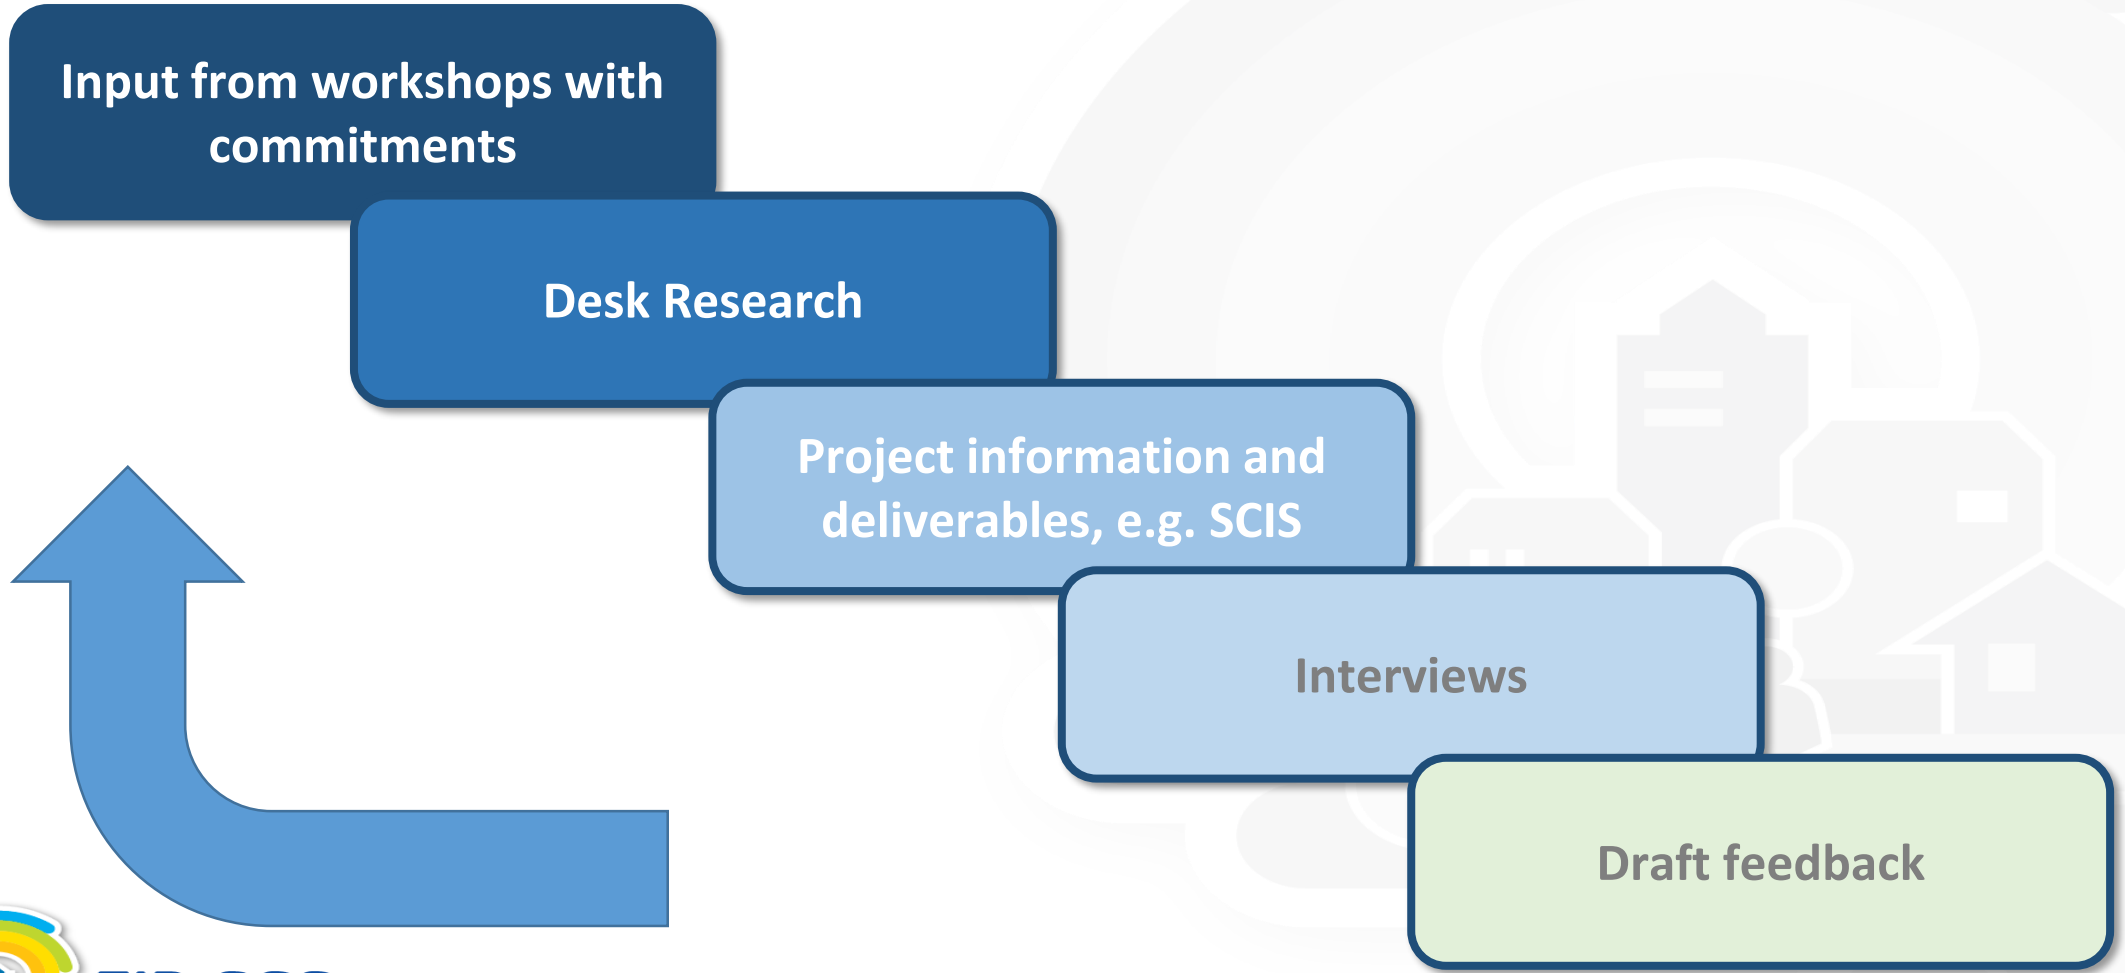 Input from workshops with
commitments
Desk Research
Project information and
deliverables, e.g. SCIS
Interviews
Draft feedback